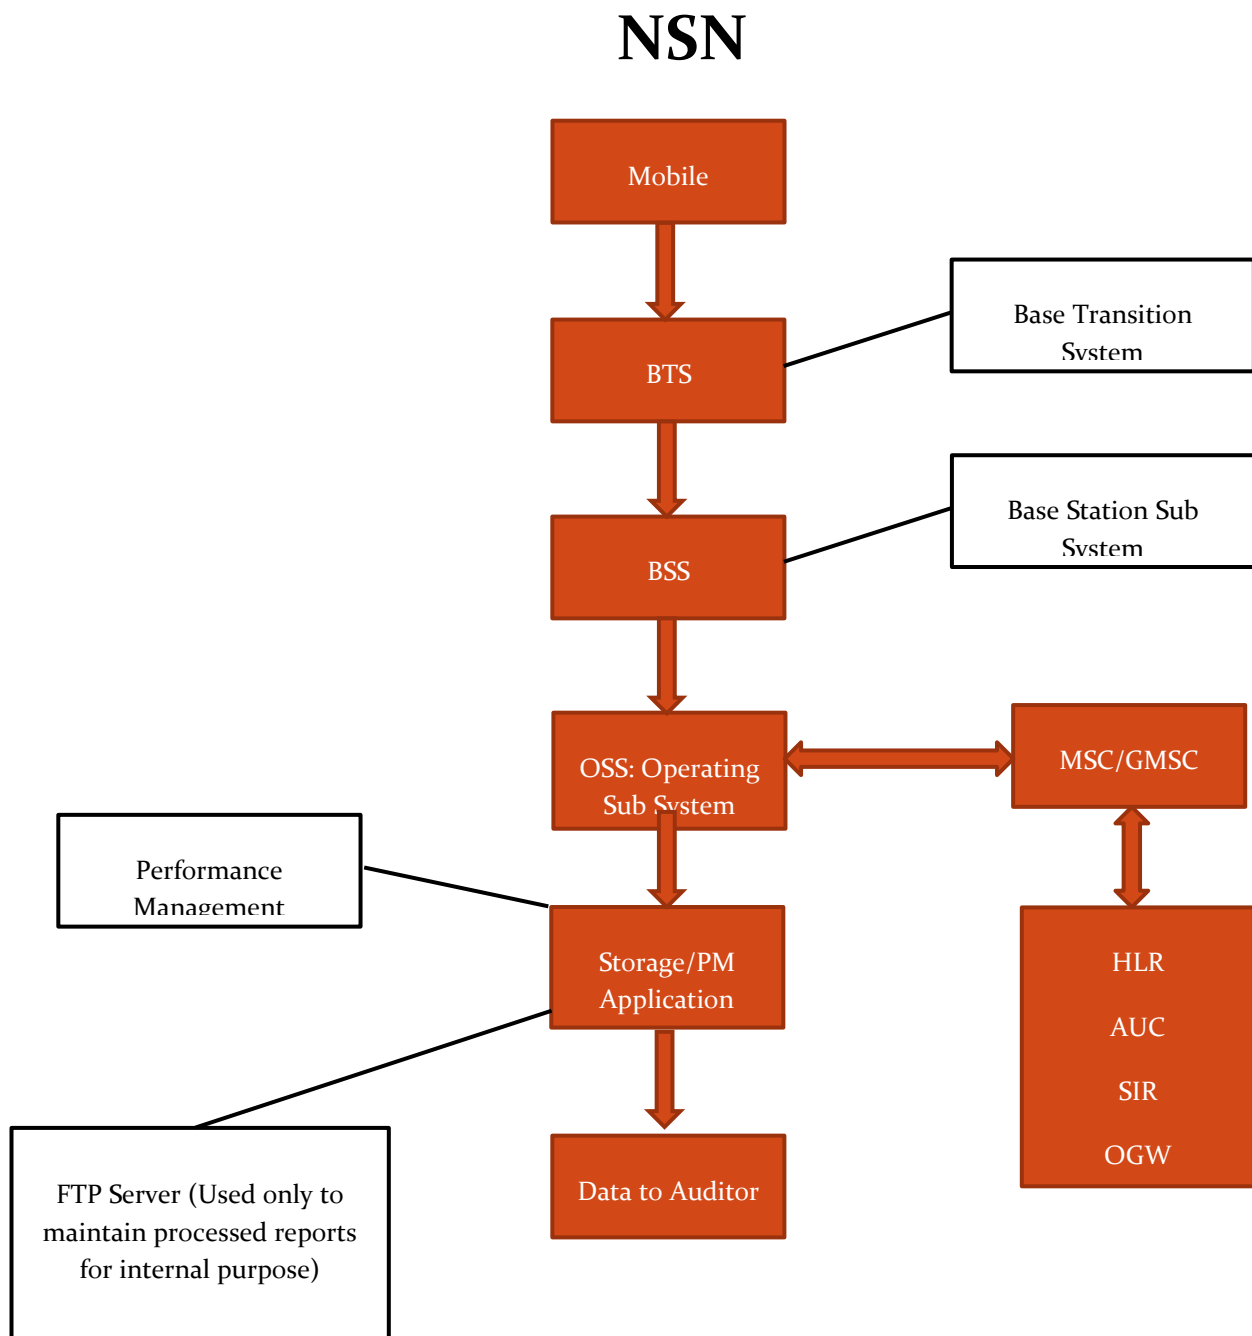 NSN
Mobile
Base Transition
System
BTS
Base Station Sub
System
BSS
OSS: Operating
Sub System
MSC/GMSC
Performance
Management
Storage/PM
Application
HLR
AUC
SIR
OGW
FTP Server (Used only to
maintain processed reports
for internal purpose)
Data to Auditor